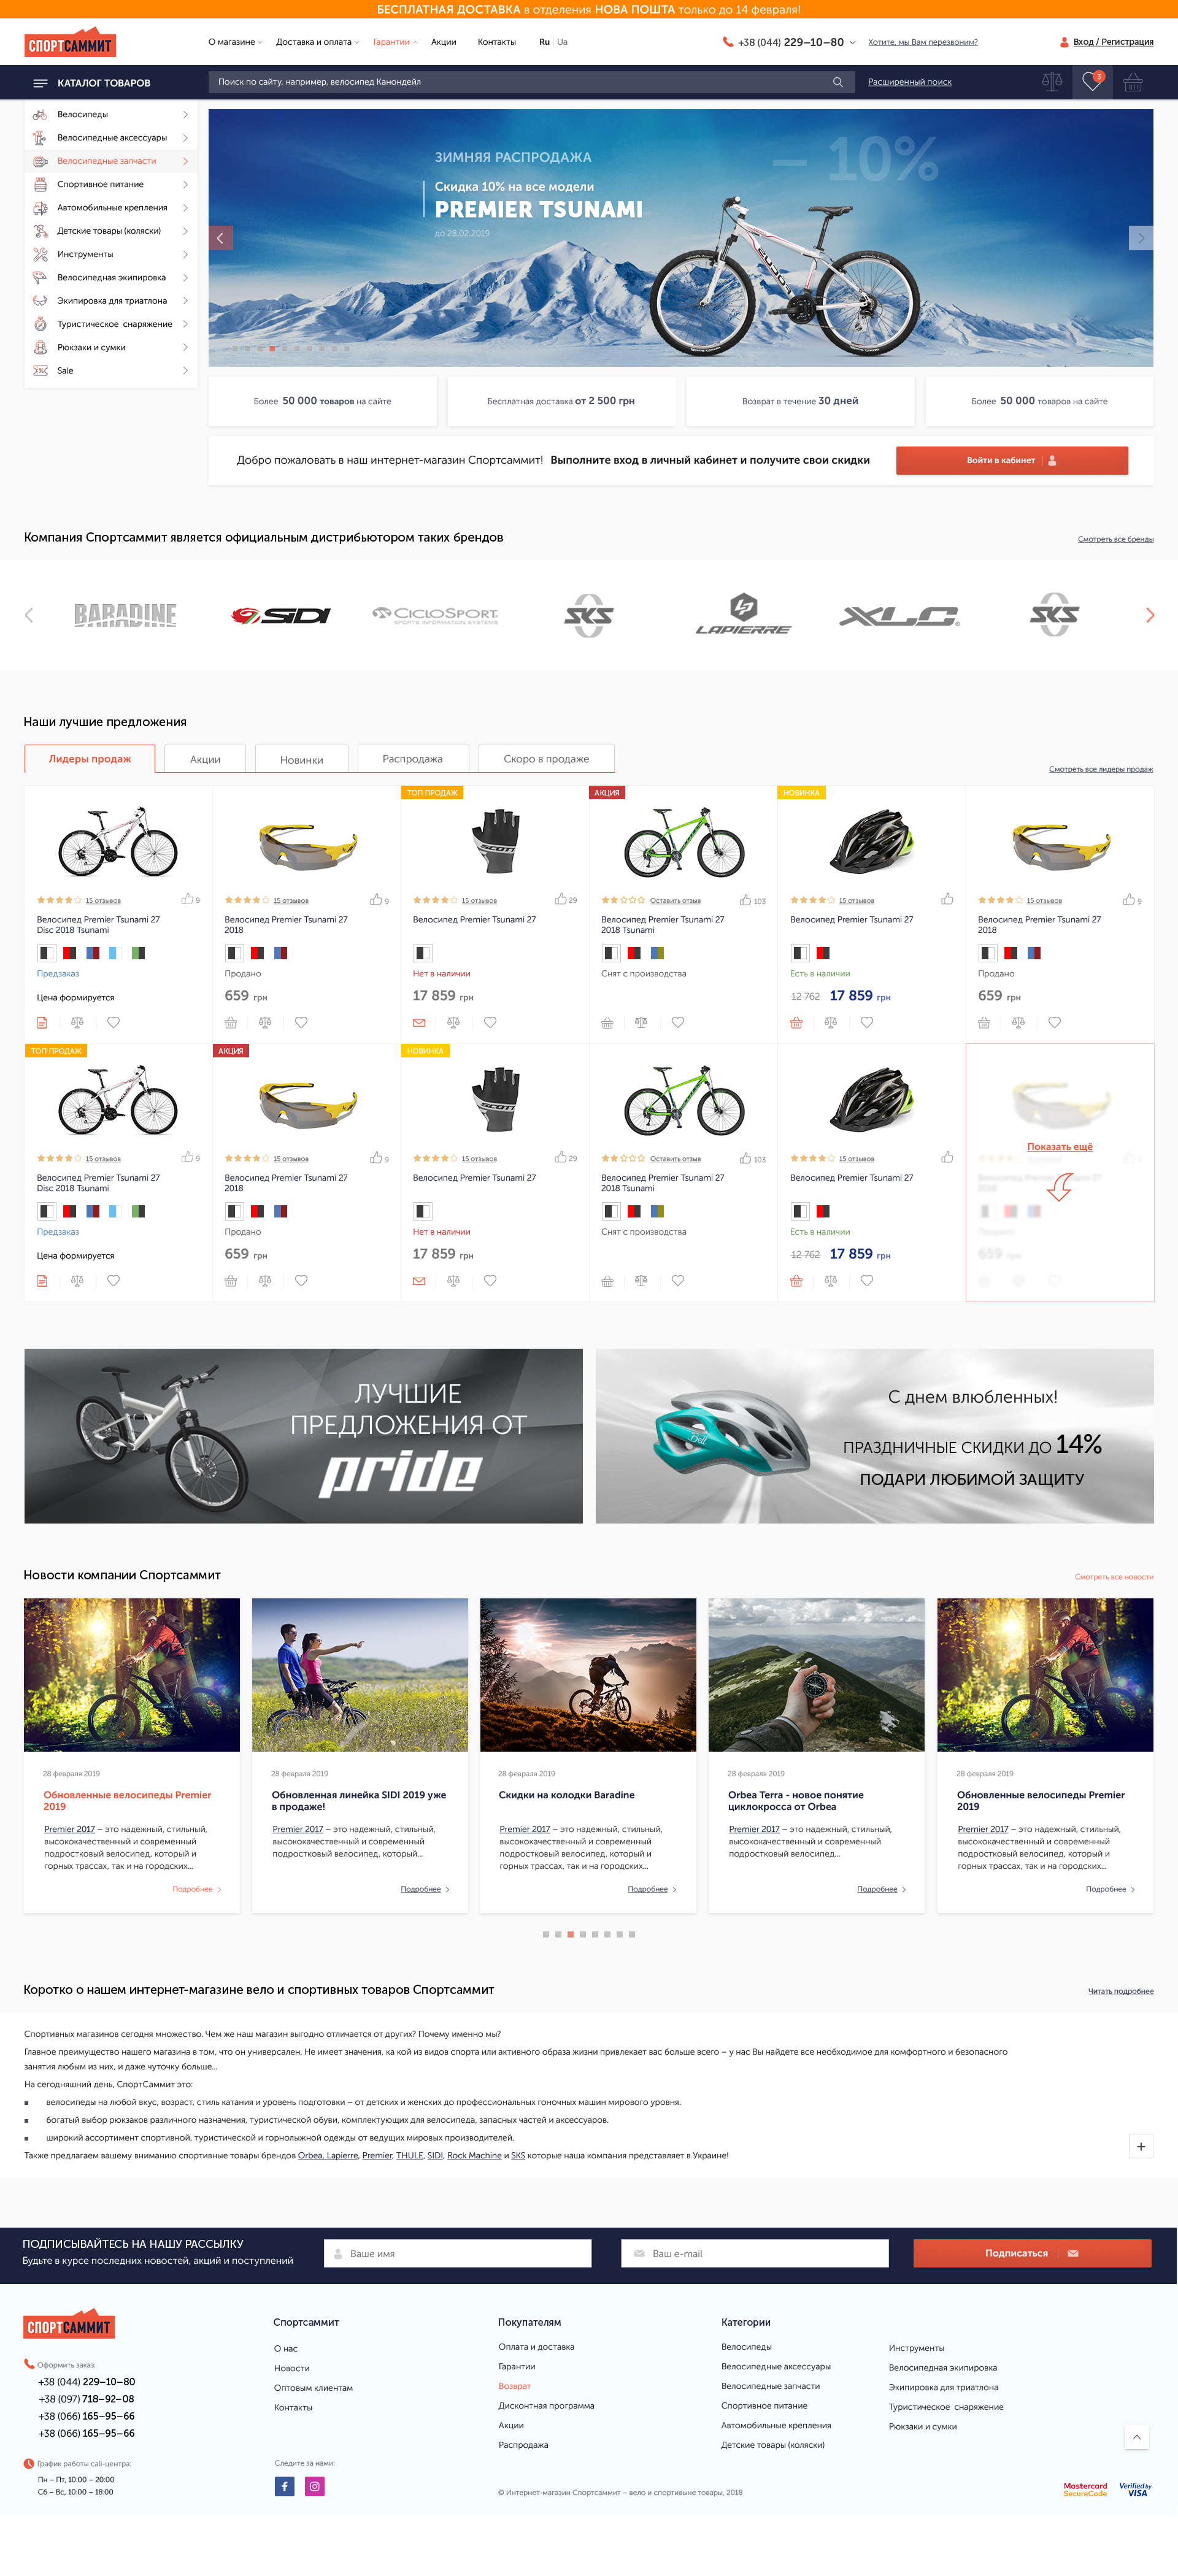 БЕСПЛАТНАЯ ДОСТАВКА в отделения НОВА ПОШТА только до 14 февраля!
СПОРТСАММИТ
О магазине Доставка и оплата Гарантии Акции Контакты Ru Ua
+38 (044) 229–10–80 Хотите, мы Вам перезвоним? Вход / Регистрация
КАТАЛОГ ТОВАРОВ
Поиск по сайту, например, велосипед Канондейл
Расширенный поиск
3
Велосипеды
Велосипедные аксессуары
Велосипедные запчасти
Спортивное питание
Автомобильные крепления
Детские товары (коляски)
Инструменты
Велосипедная экипировка
Экипировка для триатлона
Туристическое снаряжение
Рюкзаки и сумки
Sale
ЗИМНЯЯ РАСПРОДАЖА
– 10%
Скидка 10% на все модели
PREMIER TSUNAMI
до 28.02.2019
Более 50 000 товаров на сайте
Бесплатная доставка от 2 500 грн
Возврат в течение 30 дней
Более 50 000 товаров на сайте
Добро пожаловать в наш интернет-магазин Спортсаммит! Выполните вход в личный кабинет и получите свои скидки
Войти в кабинет
Компания Спортсаммит является официальным дистрибьютором таких брендов
Смотреть все бренды
BARADINE
SIDI
CICLOSPORT.
SPORTS INFORMATION SYSTEMS
SKS
LAPIERRE
XLC
SKS
Наши лучшие предложения
Лидеры продаж Акции Новинки Распродажа Скоро в продаже
Смотреть все лидеры продаж
15 отзывов 9
Велосипед Premier Tsunami 27
Disc 2018 Tsunami
Предзаказ
Цена формируется
15 отзывов 9
Велосипед Premier Tsunami 27
2018
Продано
659 грн
ТОП ПРОДАЖ
SCOTT
15 отзывов 29
Велосипед Premier Tsunami 27
Нет в наличии
17 859 грн
АКЦИЯ
Оставить отзыв 103
Велосипед Premier Tsunami 27
2018 Tsunami
Снят с производства
НОВИНКА
15 отзывов
Велосипед Premier Tsunami 27
Есть в наличии
12 762 17 859 грн
15 отзывов 9
Велосипед Premier Tsunami 27
2018
Продано
659 грн
ТОП ПРОДАЖ
15 отзывов 9
Велосипед Premier Tsunami 27
Disc 2018 Tsunami
Предзаказ
Цена формируется
АКЦИЯ
15 отзывов 9
Велосипед Premier Tsunami 27
2018
Продано
659 грн
НОВИНКА
SCOTT
15 отзывов 29
Велосипед Premier Tsunami 27
Нет в наличии
17 859 грн
Оставить отзыв 103
Велосипед Premier Tsunami 27
2018 Tsunami
Снят с производства
15 отзывов
Велосипед Premier Tsunami 27
Есть в наличии
12 762 17 859 грн
Показать ещё
ЛУЧШИЕ
ПРЕДЛОЖЕНИЯ ОТ
pride
Bell
С днем влюбленных!
ПРАЗДНИЧНЫЕ СКИДКИ ДО 14%
ПОДАРИ ЛЮБИМОЙ ЗАЩИТУ
Новости компании Спортсаммит
Смотреть все новости
28 февраля 2019
Обновленные велосипеды Premier
2019
Premier 2017 – это надежный, стильный,
высококачественный и современный
подростковый велосипед, который и
горных трассах, так и на городских...
Подробнее
28 февраля 2019
Обновленная линейка SIDI 2019 уже
в продаже!
Premier 2017 – это надежный, стильный,
высококачественный и современный
подростковый велосипед, который...
Подробнее
28 февраля 2019
Скидки на колодки Baradine
Premier 2017 – это надежный, стильный,
высококачественный и современный
подростковый велосипед, который и
горных трассах, так и на городских...
Подробнее
28 февраля 2019
Orbea Terra - новое понятие
циклокросса от Orbea
Premier 2017 – это надежный, стильный,
высококачественный и современный
подростковый велосипед...
Подробнее
28 февраля 2019
Обновленные велосипеды Premier
2019
Premier 2017 – это надежный, стильный,
высококачественный и современный
подростковый велосипед, который и
горных трассах, так и на городских...
Подробнее
Коротко о нашем интернет-магазине вело и спортивных товаров Спортсаммит
Читать подробнее
Спортивных магазинов сегодня множество. Чем же наш магазин выгодно отличается от других? Почему именно мы?
Главное преимущество нашего магазина в том, что он универсален. Не имеет значения, ка кой из видов спорта или активного образа жизни привлекает вас больше всего – у нас Вы найдете все необходимое для комфортного и безопасного
занятия любым из них, и даже чуточку больше...
На сегодняшний день, СпортСаммит это:
велосипеды на любой вкус, возраст, стиль катания и уровень подготовки – от детских и женских до профессиональных гоночных машин мирового уровня.
богатый выбор рюкзаков различного назначения, туристической обуви, комплектующих для велосипеда, запасных частей и аксессуаров.
широкий ассортимент спортивной, туристической и горнолыжной одежды от ведущих мировых производителей.
Также предлагаем вашему вниманию спортивные товары брендов Orbea, Lapierre, Premier, THULE, SIDI, Rock Machine и SKS которые наша компания представляет в Украине!
ПОДПИСЫВАЙТЕСЬ НА НАШУ РАССЫЛКУ
Будьте в курсе последних новостей, акций и поступлений
Ваше имя
Ваш e-mail
Подписаться
СПОРТСАММИТ
Оформить заказ:
+38 (044) 229–10–80
+38 (097) 718–92–08
+38 (066) 165–95–66
+38 (066) 165–95–66
График работы call-центра:
Пн – Пт, 10:00 – 20:00
Сб – Вс, 10:00 – 18:00
Спортсаммит
О нас
Новости
Оптовым клиентам
Контакты
Следите за нами:
Покупателям
Оплата и доставка
Гарантии
Возврат
Дисконтная программа
Акции
Распродажа
Категории
Велосипеды
Велосипедные аксессуары
Велосипедные запчасти
Спортивное питание
Автомобильные крепления
Детские товары (коляски)
Инструменты
Велосипедная экипировка
Экипировка для триатлона
Туристическое снаряжение
Рюкзаки и сумки
© Интернет-магазин Спортсаммит – вело и спортивные товары, 2018
Mastercard
SecureCode
Verified by
VISA